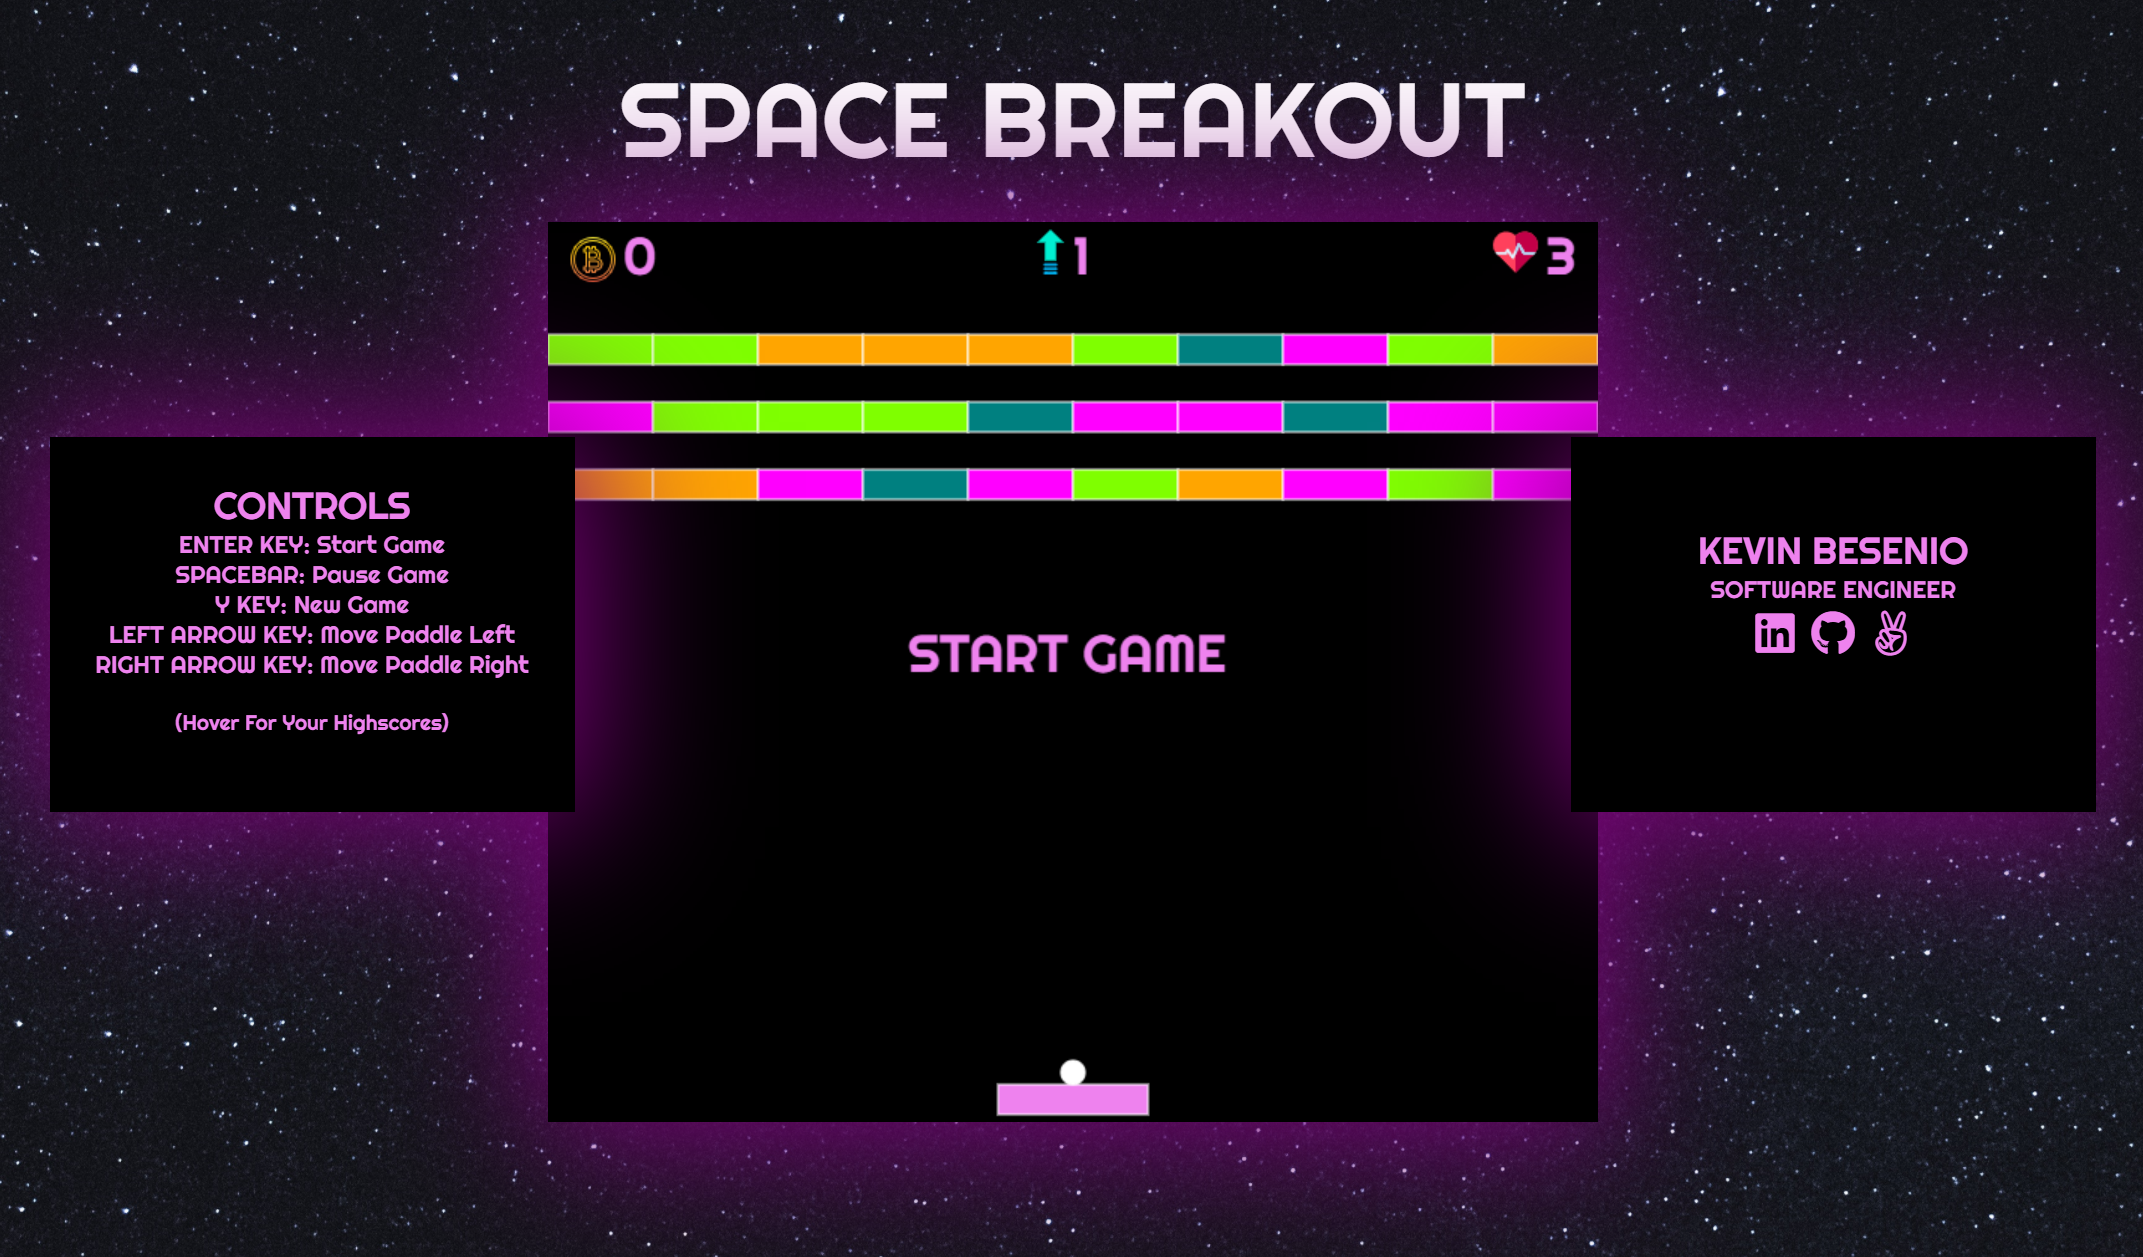 SPACE BREAKOUT
0
1
3
CONTROLS
ENTER KEY: Start Game
SPACEBAR: Pause Game
Y KEY: New Game
LEFT ARROW KEY: Move Paddle Left
RIGHT ARROW KEY: Move Paddle Right
(Hover For Your Highscores)
START GAME
KEVIN BESENIO
SOFTWARE ENGINEER
in